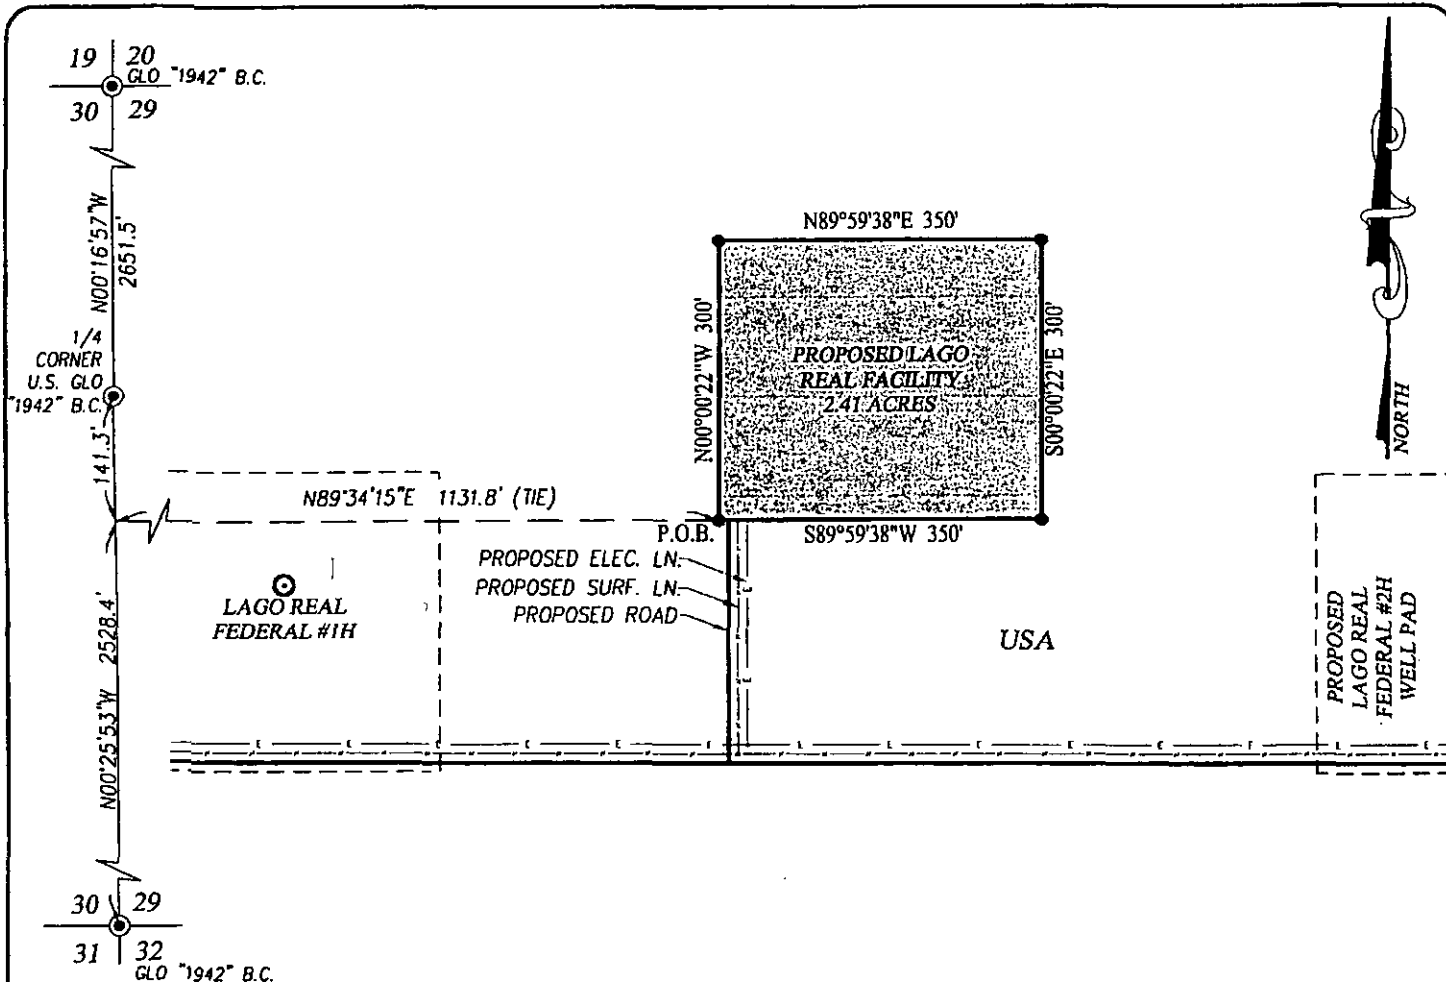 19 20
GLO "1942" B.C.
30 29
N00°16'57"W
2651.5'
1/4
CORNER
U.S. GLO
"1942" B.C.
141.3'
N89°59'38"E 350'
N00°00'22"W 300'
PROPOSED LAGO
REAL FACILITY
2.41 ACRES
S00°00'22"E 300'
NORTH
N89°34'15"E 1131.8' (TIE)
P.O.B.
S89°59'38"W 350'
PROPOSED ELEC. LN.
PROPOSED SURF. LN.
PROPOSED ROAD
LAGO REAL
FEDERAL #1H
USA
PROPOSED
LAGO REAL
FEDERAL #2H
WELL PAD
N00°25'53"W 2528.4'
E E E E E E E E E E E E E E
E
E
30 29
31 32
GLO "1942" B.C.